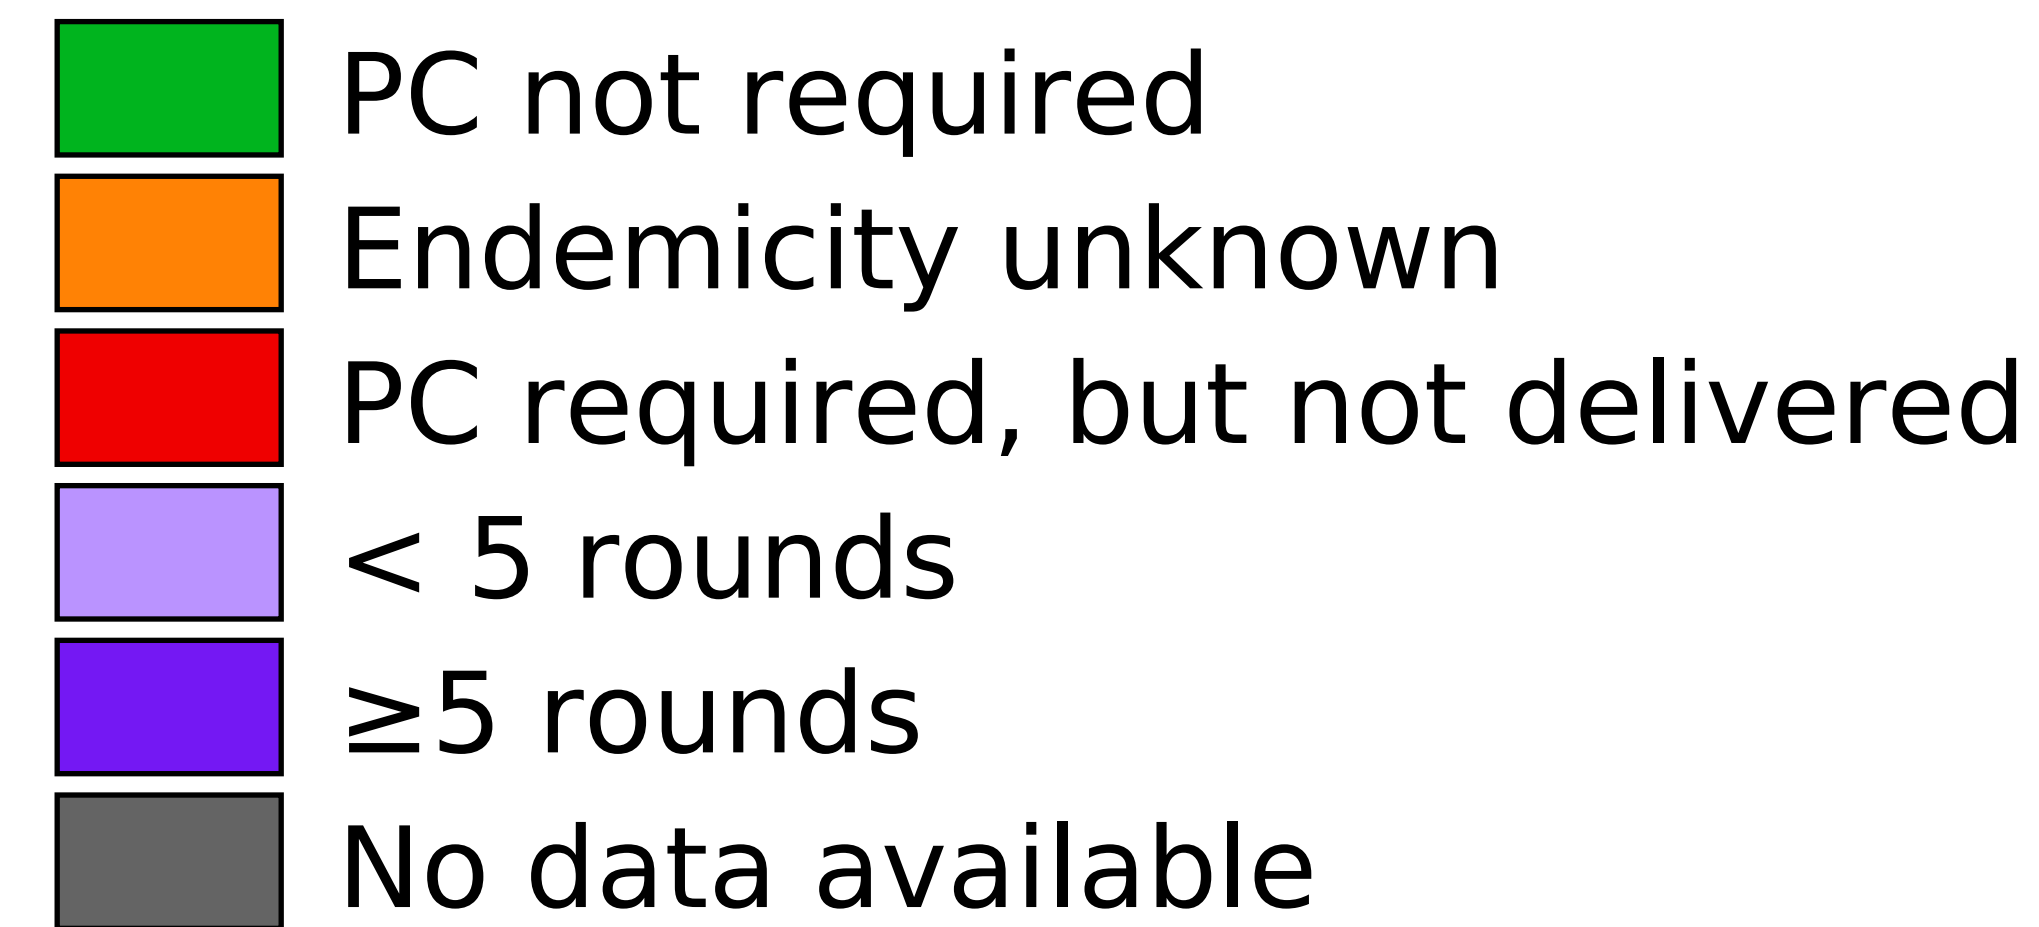 PC not required
Endemicity unknown
PC required, but not delivered
< 5 rounds
≥5 rounds
No data available